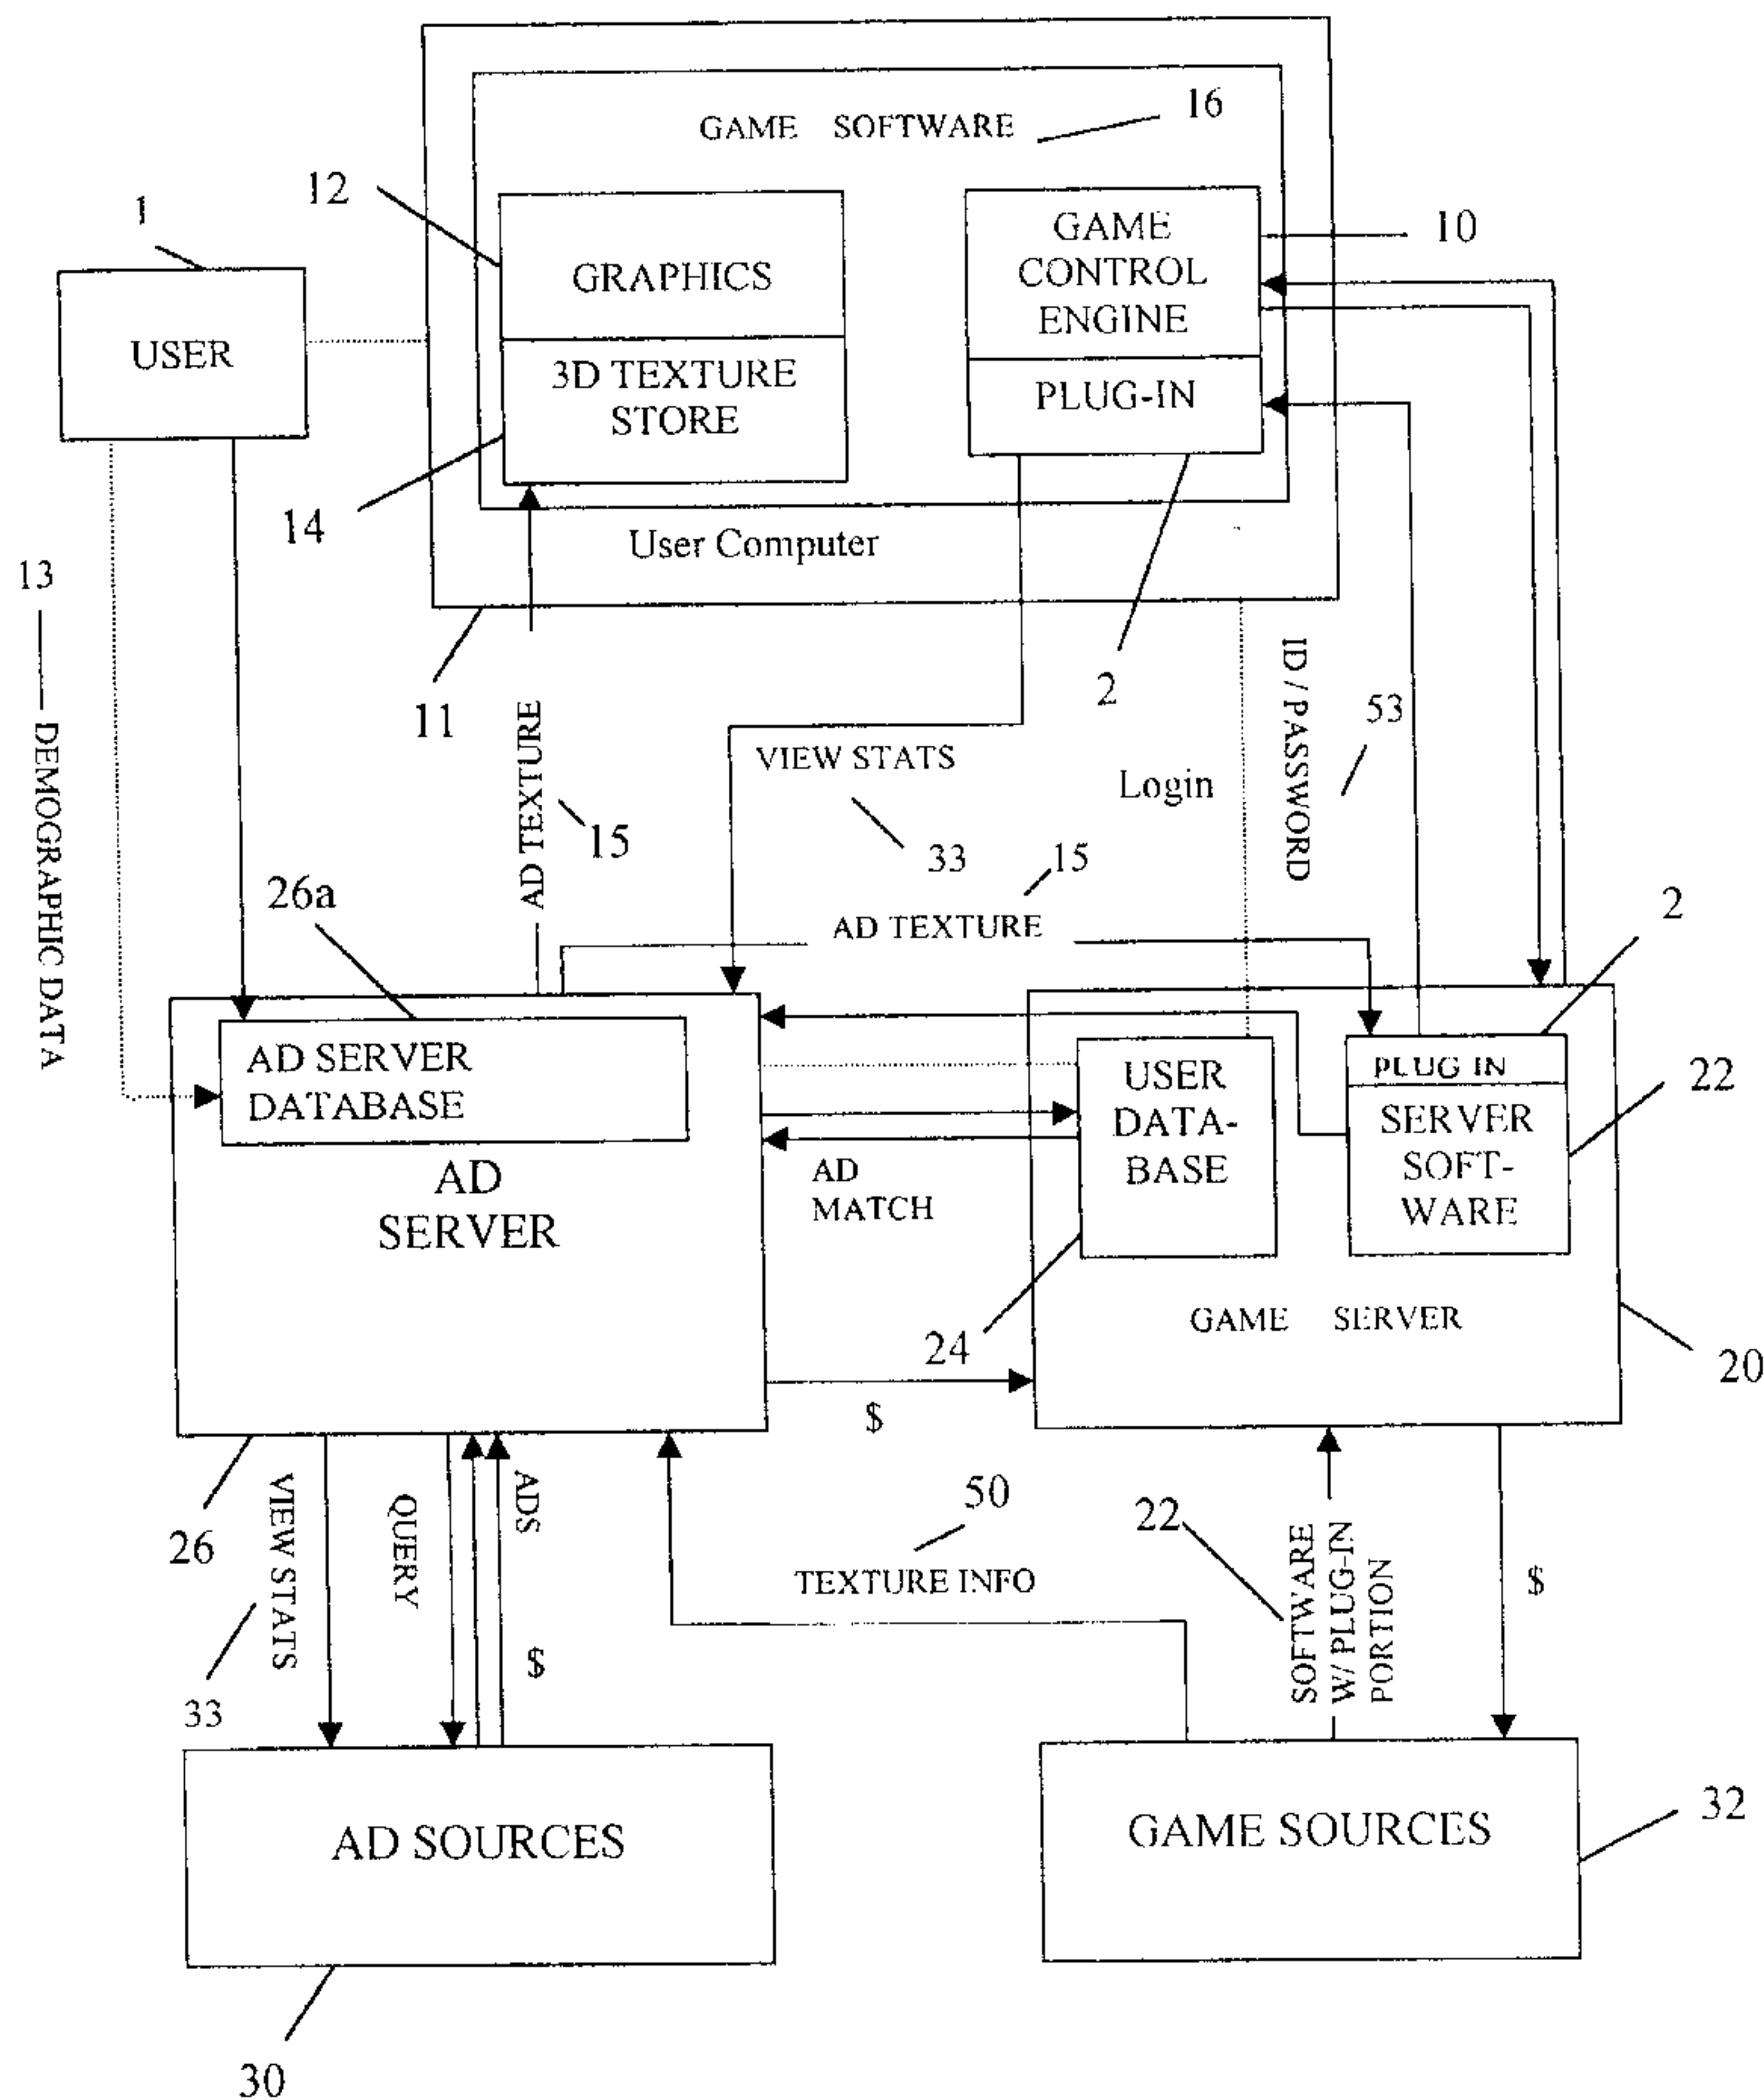 GAME SOFTWARE
16
12
1
GAME
CONTROL
ENGINE
10
GRAPHICS
USER
3D TEXTURE
STORE
PLUG-IN
14
User Computer
13
DEMOGRAPHIC DATA
11
2
ID / PASSWORD
53
AD TEXTURE
15
VIEW STATS
33
Login
15
AD TEXTURE
26a
2
AD SERVER
DATABASE
AD
SERVER
USER
DATA-
BASE
PLUG IN
SERVER
SOFT-
WARE
22
AD
MATCH
24
GAME SERVER
20
$
26
VIEW STATS
33
QUERY
ADS
$
50
TEXTURE INFO
22
SOFTWARE
W/ PLUG-IN
PORTION
$
AD SOURCES
30
GAME SOURCES
32